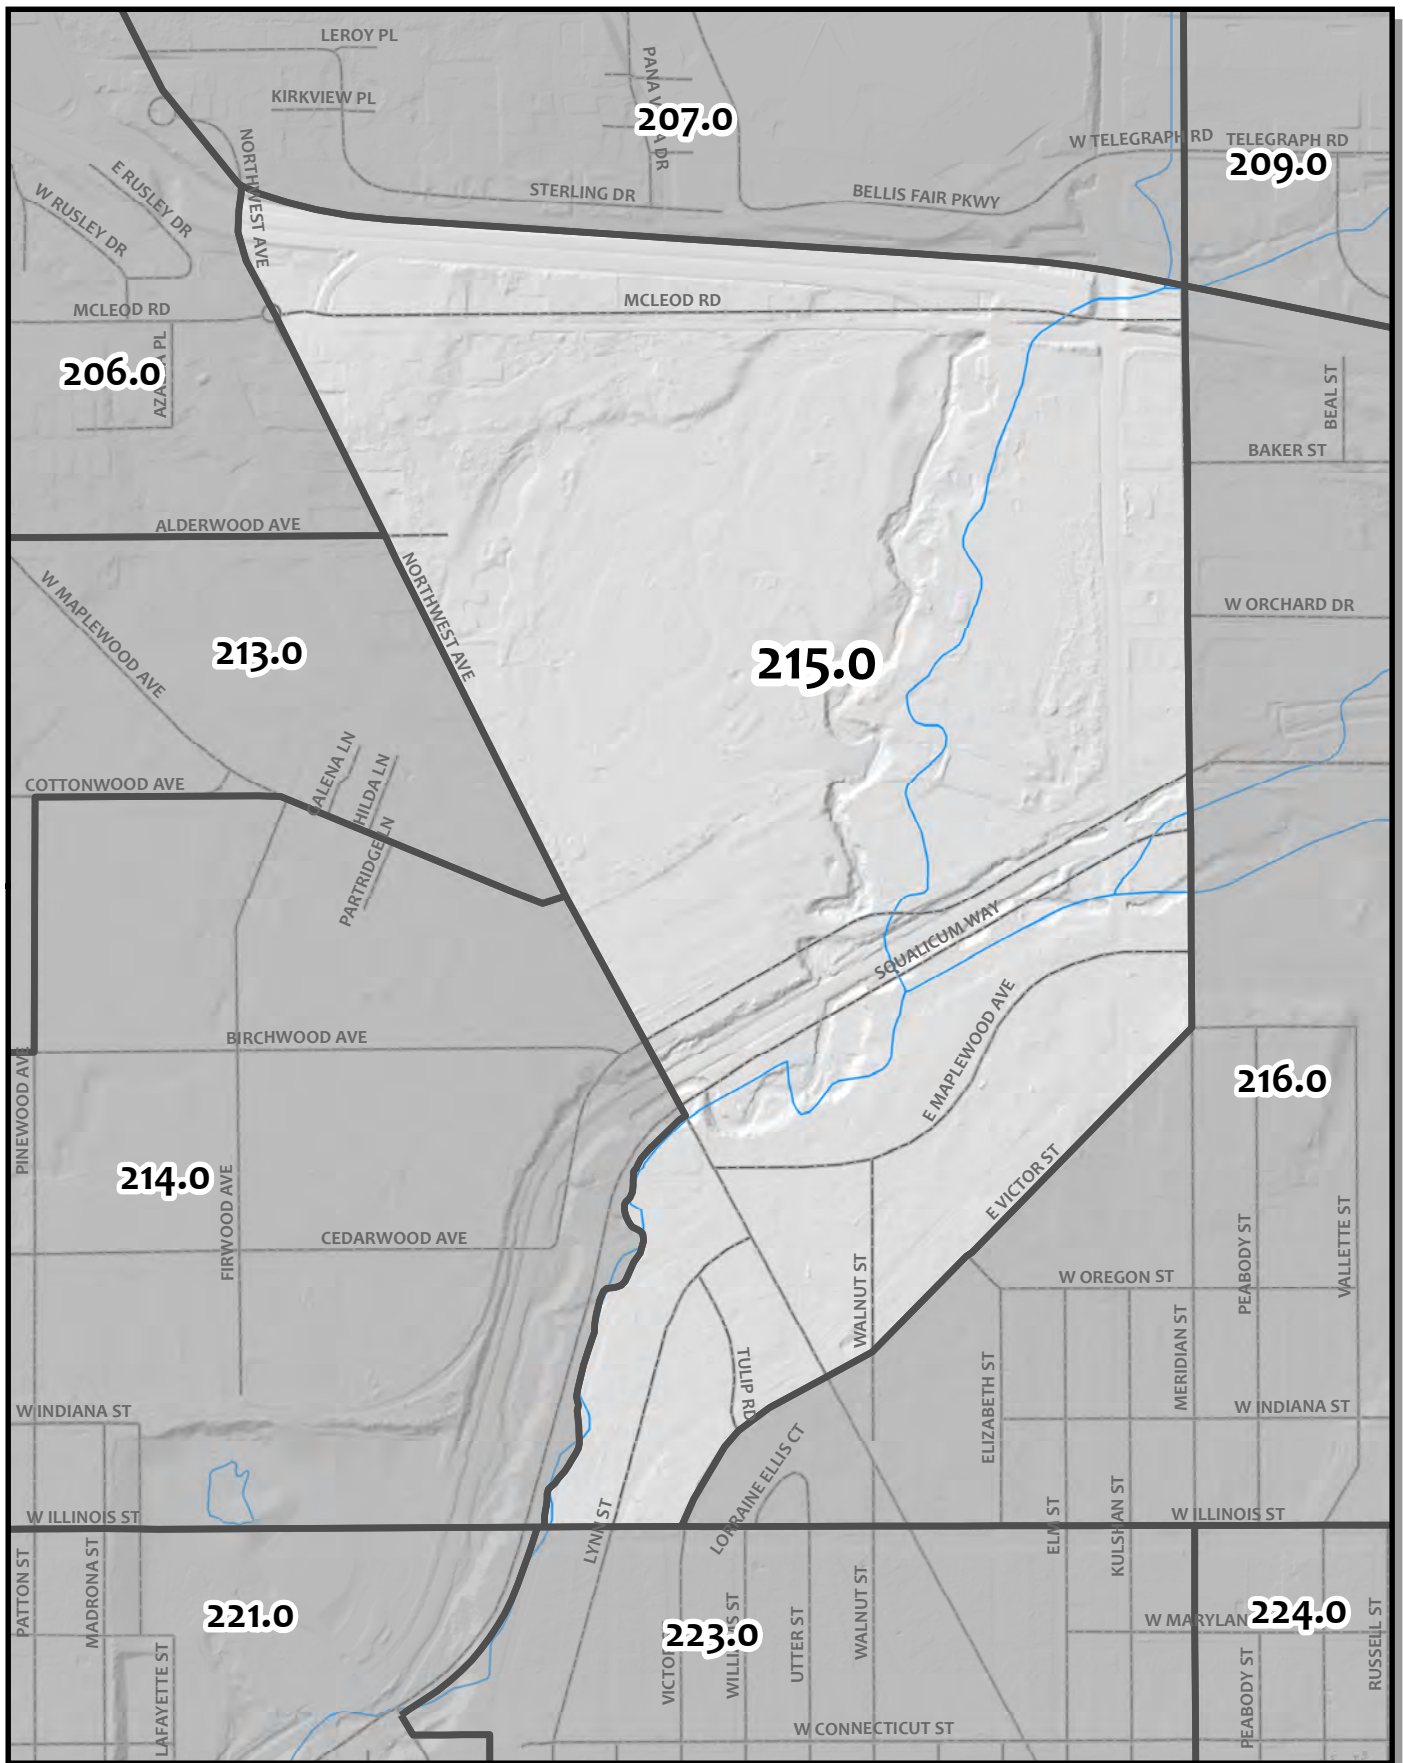 LEROY PL
KIRKVIEW PL
207.0
W TELEGRAPH RD
TELEGRAPH RD
209.0
NORTHWEST AVE
E RUSLEY DR
W RUSLEY DR
STERLING DR
BELLIS FAIR PKWY
MCLEOD RD
MCLEOD RD
206.0
BEAL ST
BAKER ST
ALDERWOOD AVE
W MAPLEWOOD AVE
NORTHWEST AVE
W ORCHARD DR
213.0
215.0
COTTONWOOD AVE
HILDA LN
PARTRIDGE LN
SQUALICUM WAY
E MAPLEWOOD AVE
BIRCHWOOD AVE
PINEWOOD AVE
216.0
214.0
FIRWOOD AVE
E VICTOR ST
CEDARWOOD AVE
WALNUT ST
W OREGON ST
PEABODY ST
VALLETTE ST
MERIDIAN ST
TULIP RD
ELIZABETH ST
W INDIANA ST
W INDIANA ST
LORRAINE ELLIS CT
W ILLINOIS ST
W ILLINOIS ST
LYNN ST
ELM ST
KULSHAN ST
PATTON ST
MADRONA ST
221.0
LAFAYETTE ST
223.0
UTTER ST
WALNUT ST
224.0
RUSSELL ST
PEABODY ST
W CONNECTICUT ST